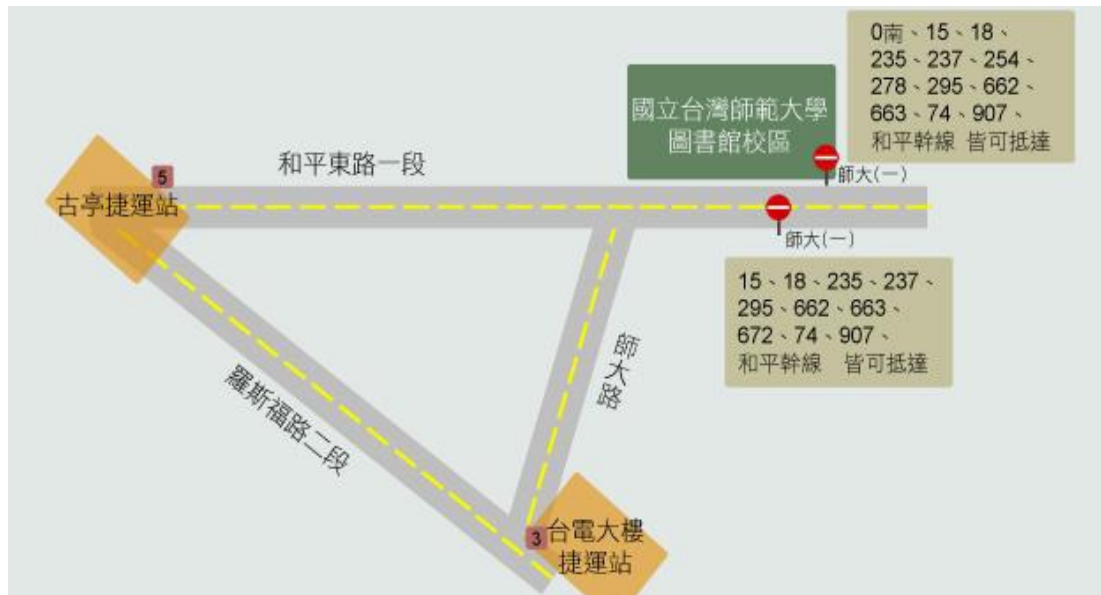 0南、15、18、
235、237、254、
278、295、662、
663、74、907、
和平幹線 皆可抵達
國立台灣師範大學
圖書館校區
師大(一)
和平東路一段
5
古亭捷運站
師大(一)
15、18、235、237、
295、662、663、
672、74、907、
和平幹線 皆可抵達
師大路
羅斯福路二段
3
台電大樓
捷運站